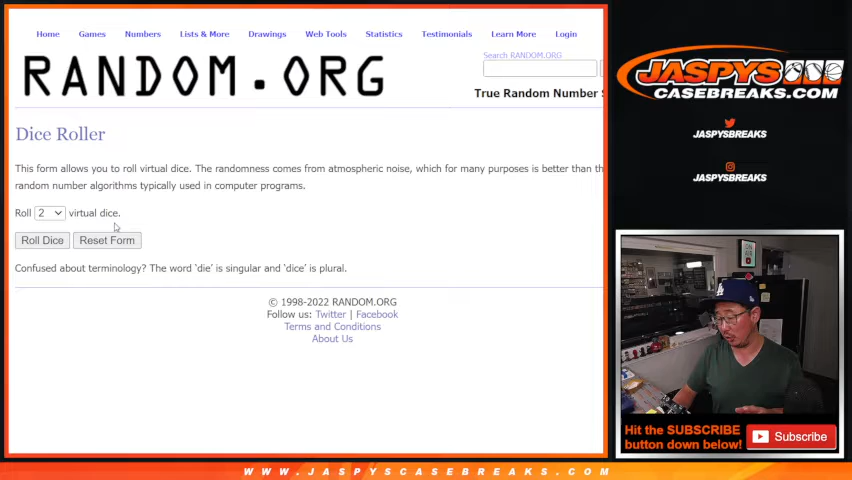 Home Games Numbers Lists & More Drawings Web Tools Statistics Testimonials Learn More Login
RANDOM.ORG
Search RANDOM.ORG
True Random Number S
Dice Roller
This form allows you to roll virtual dice. The randomness comes from atmospheric noise, which for many purposes is better than th
random number algorithms typically used in computer programs.
Roll 2 virtual dice.
Roll Dice Reset Form
Confused about terminology? The word 'die' is singular and 'dice' is plural.
© 1998-2022 RANDOM.ORG
Follow us: Twitter | Facebook
Terms and Conditions
About Us
JASPYS
CASEBREAKS.COM
JASPYSBREAKS
JASPYSBREAKS
ON
AIR
LA
Hit the SUBSCRIBE
button down below!
Subscribe
WWW.JASPYSCASEBREAKS.COM